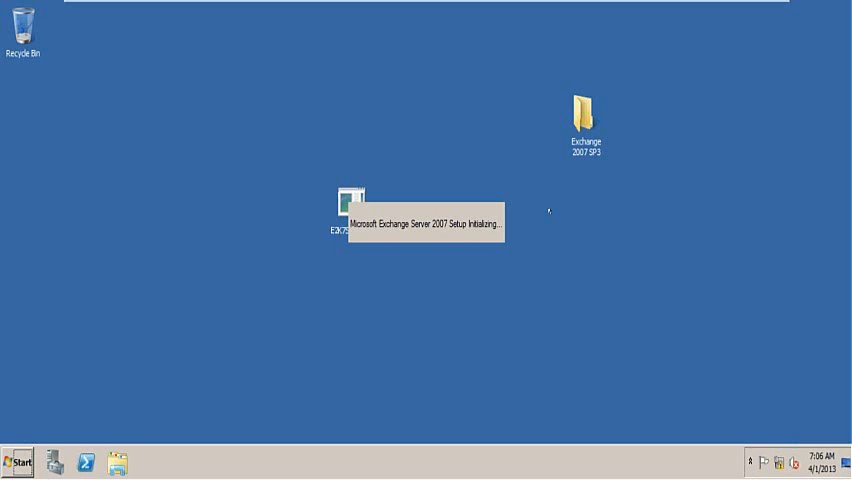 Recycle Bin
Exchange
2007 SP3
Microsoft Exchange Server 2007 Setup Initializing...
Start
7:06 AM
4/1/2013